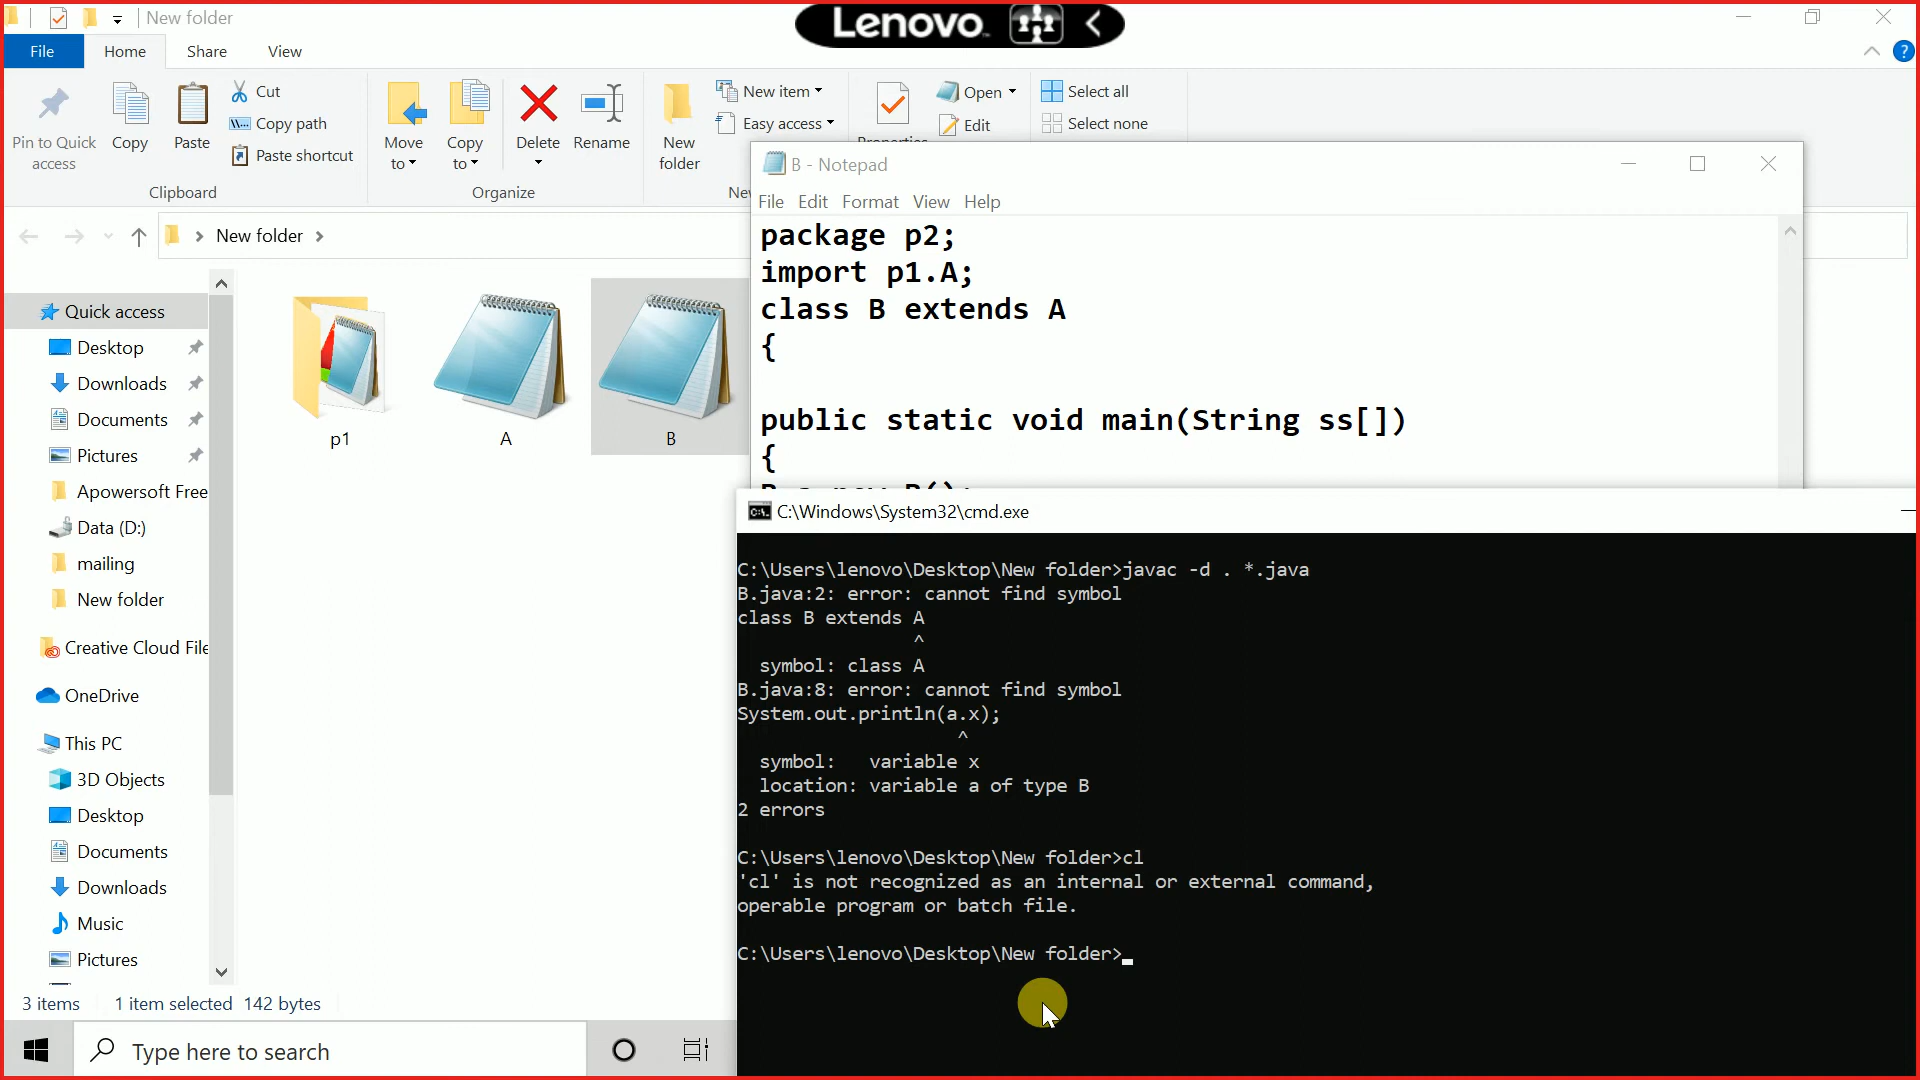 New folder
Lenovo
File
Home
Share
View
Pin to Quick access
Copy
Paste
Cut
Copy path
Paste shortcut
Clipboard
Move to
Copy to
Delete
Rename
Organize
New folder
New item
Easy access
Open
Edit
Select all
Select none
New folder
Quick access
Desktop
Downloads
Documents
Pictures
Apowersoft Free
Data (D:)
mailing
New folder
Creative Cloud File
OneDrive
This PC
3D Objects
Desktop
Documents
Downloads
Music
Pictures
p1
A
B
3 items
1 item selected 142 bytes
Type here to search
B - Notepad
File Edit Format View Help
package p2;
import p1.A;
class B extends A
{
public static void main(String ss[])
{
C:\Windows\System32\cmd.exe
C:\Users\lenovo\Desktop\New folder>javac -d . *.java
B.java:2: error: cannot find symbol
class B extends A
^
symbol: class A
B.java:8: error: cannot find symbol
System.out.println(a.x);
^
symbol: variable x
location: variable a of type B
2 errors
C:\Users\lenovo\Desktop\New folder>cl
'cl' is not recognized as an internal or external command,
operable program or batch file.
C:\Users\lenovo\Desktop\New folder>